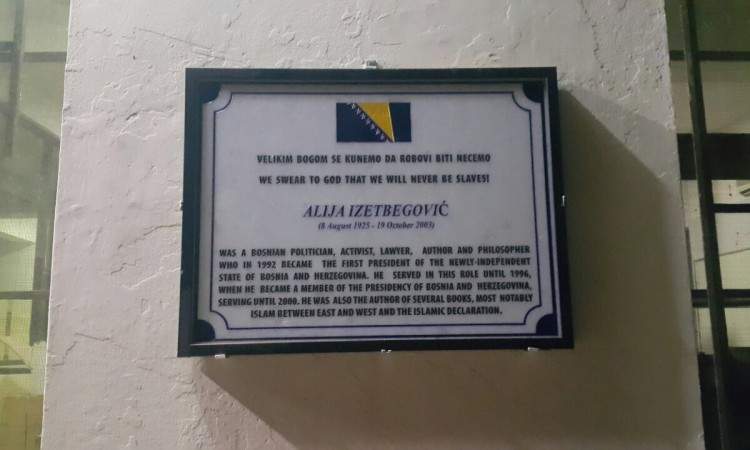 VELIKIM BOGOM SE KUNEMO DA ROBOVI BITI NECEMO
WE SWEAR TO GOD THAT WE WILL NEVER BE SLAVES!
ALIJA IZETBEGOVIĆ
(8 August 1925 - 19 October 2003)
WAS A BOSNIAN POLITICIAN, ACTIVIST, LAWYER, AUTHOR AND PHILOSOPHER
WHO IN 1992 BECAME THE FIRST PRESIDENT OF THE NEWLY-INDEPENDENT
STATE OF BOSNIA AND HERZEGOVINA. HE SERVED IN THIS ROLE UNTIL 1996,
WHEN HE BECAME A MEMBER OF THE PRESIDENCY OF BOSNIA AND HERZEGOVINA,
SERVING UNTIL 2000. HE WAS ALSO THE AUTHOR OF SEVERAL BOOKS, MOST NOTABLY
ISLAM BETWEEN EAST AND WEST AND THE ISLAMIC DECLARATION.